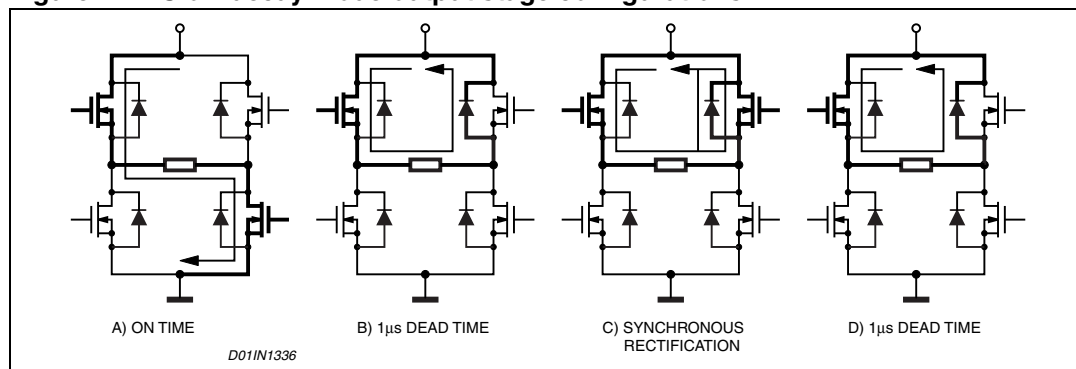 A) ON TIME
B) 1μs DEAD TIME
C) SYNCHRONOUS
RECTIFICATION
D) 1μs DEAD TIME
D01IN1336